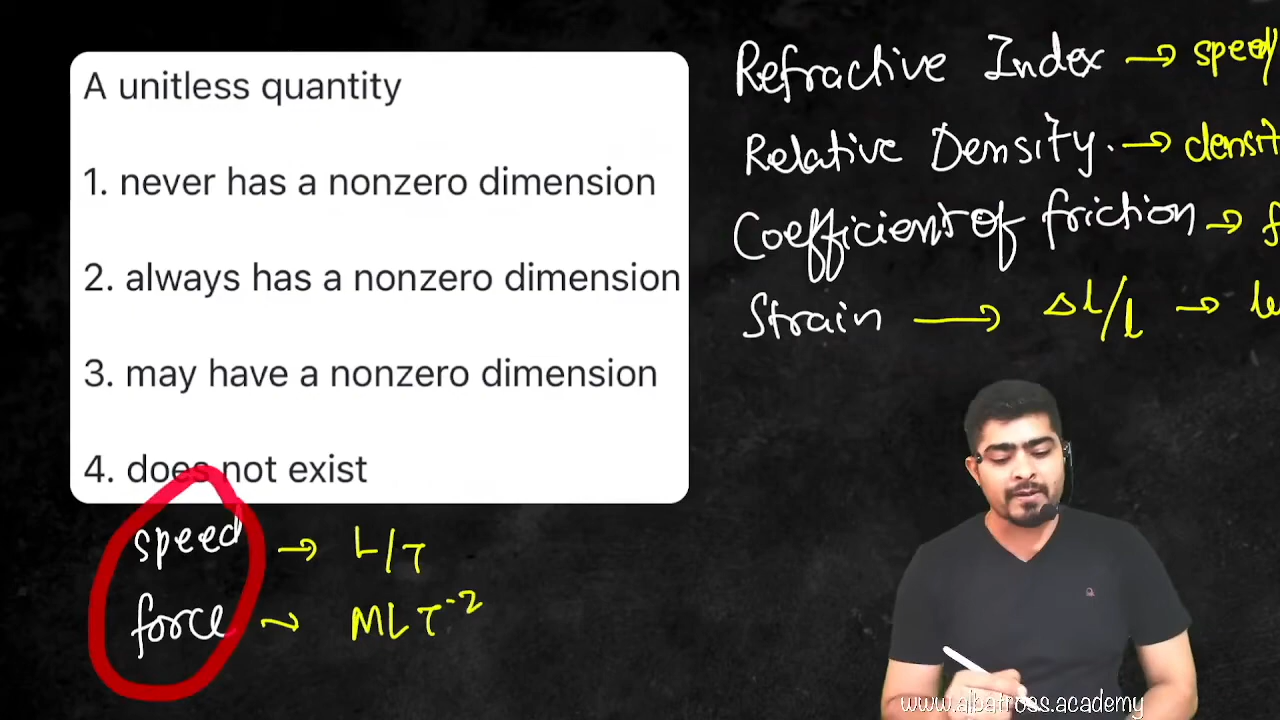 A unitless quantity
1. never has a nonzero dimension
2. always has a nonzero dimension
3. may have a nonzero dimension
4. does not exist
speed → L/T
force → MLT⁻²
Refractive Index → speed/
Relative Density. → densit
Coefficient of friction → f
Strain → Δl/l → le
www.albatross.academy